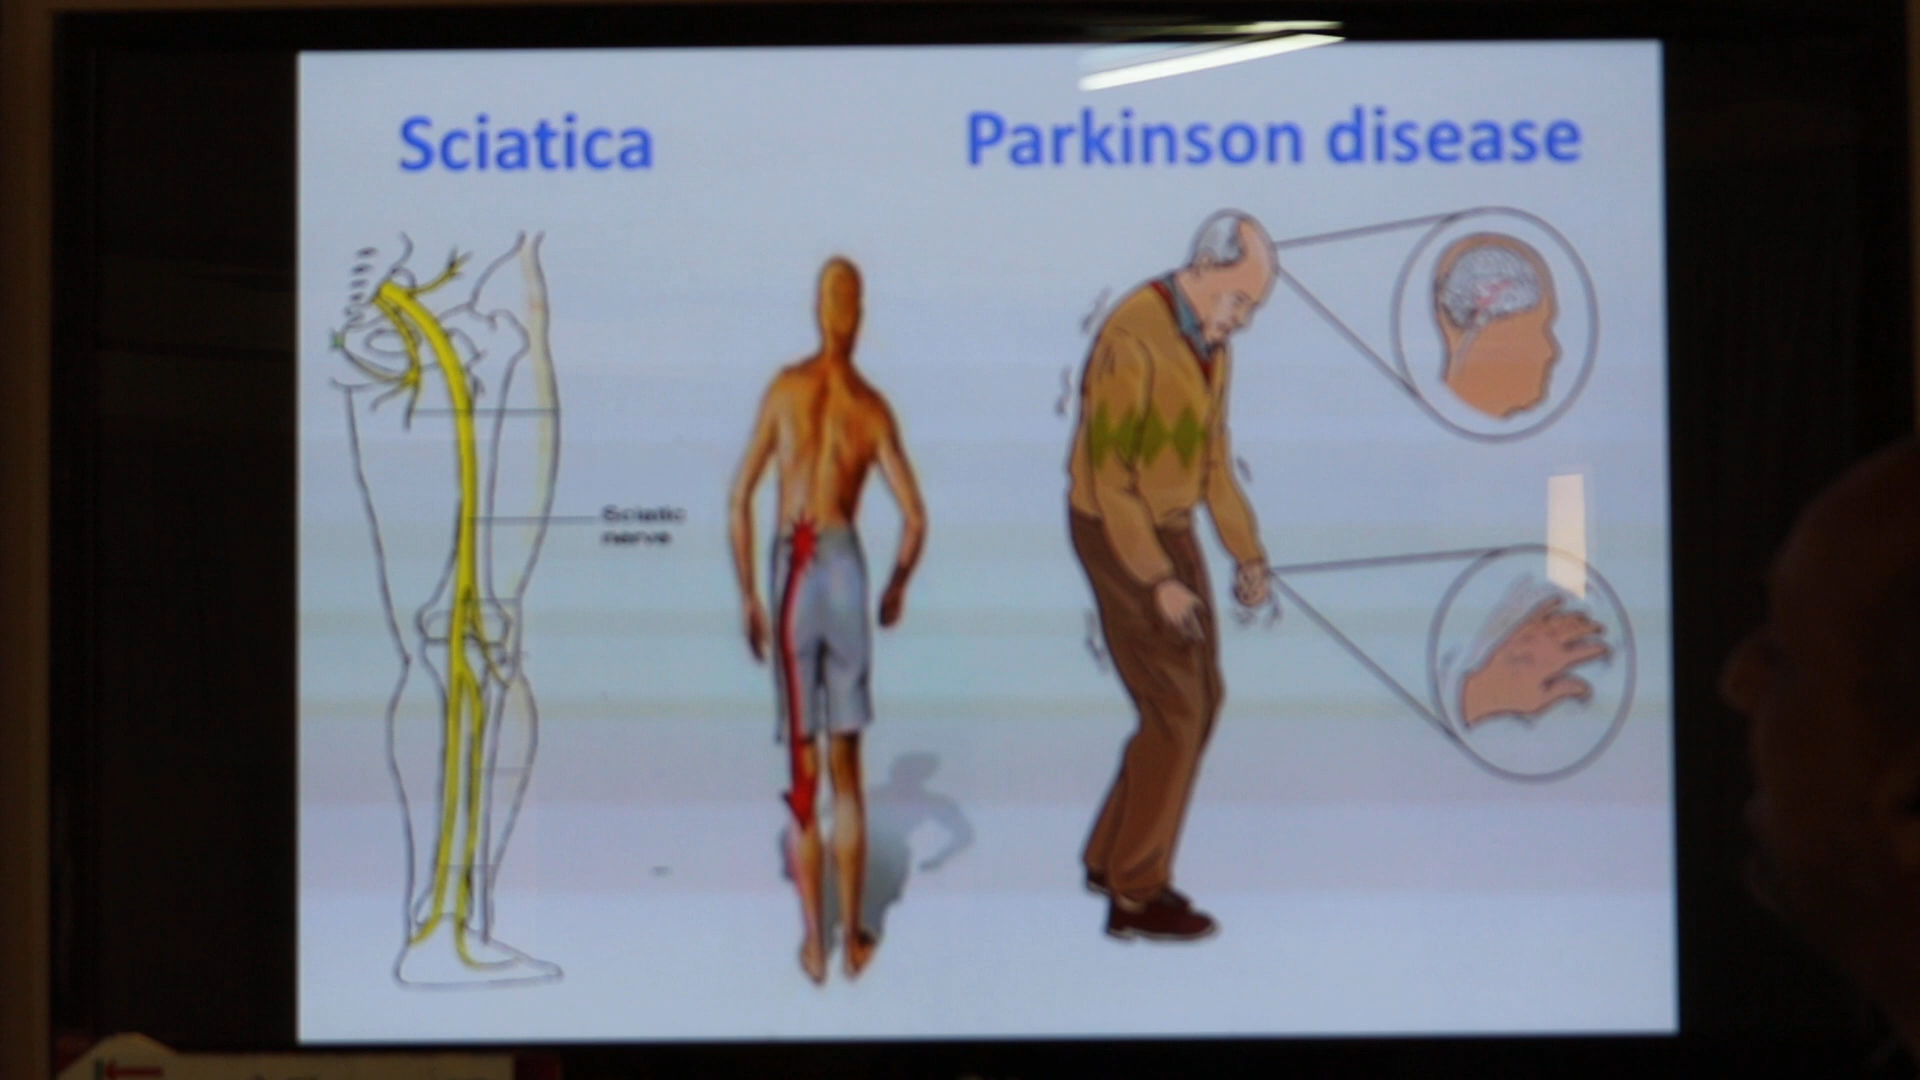 Sciatica
Parkinson disease
Sciatic
nerve